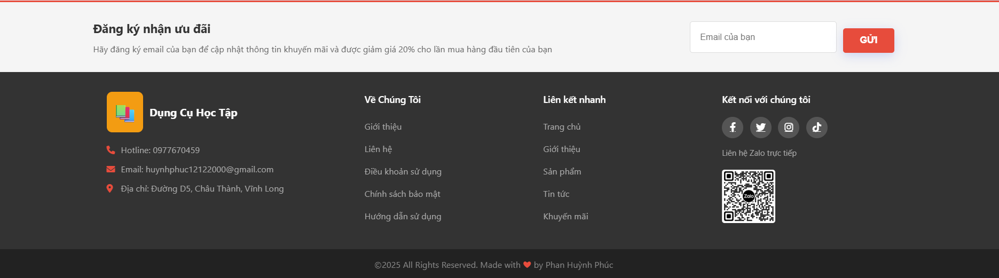 Đăng ký nhận ưu đãi
Hãy đăng ký email của bạn để cập nhật thông tin khuyến mãi và được giảm giá 20% cho lần mua hàng đầu tiên của bạn
Email của bạn
GỬI
Dụng Cụ Học Tập
Hotline: 0977670459
Email: huynhphuc12122000@gmail.com
Địa chỉ: Đường D5, Châu Thành, Vĩnh Long
Về Chúng Tôi
Giới thiệu
Liên hệ
Điều khoản sử dụng
Chính sách bảo mật
Hướng dẫn sử dụng
Liên kết nhanh
Trang chủ
Giới thiệu
Sản phẩm
Tin tức
Khuyến mãi
Kết nối với chúng tôi
Liên hệ Zalo trực tiếp
Zalo
©2025 All Rights Reserved. Made with ❤ by Phan Huỳnh Phúc